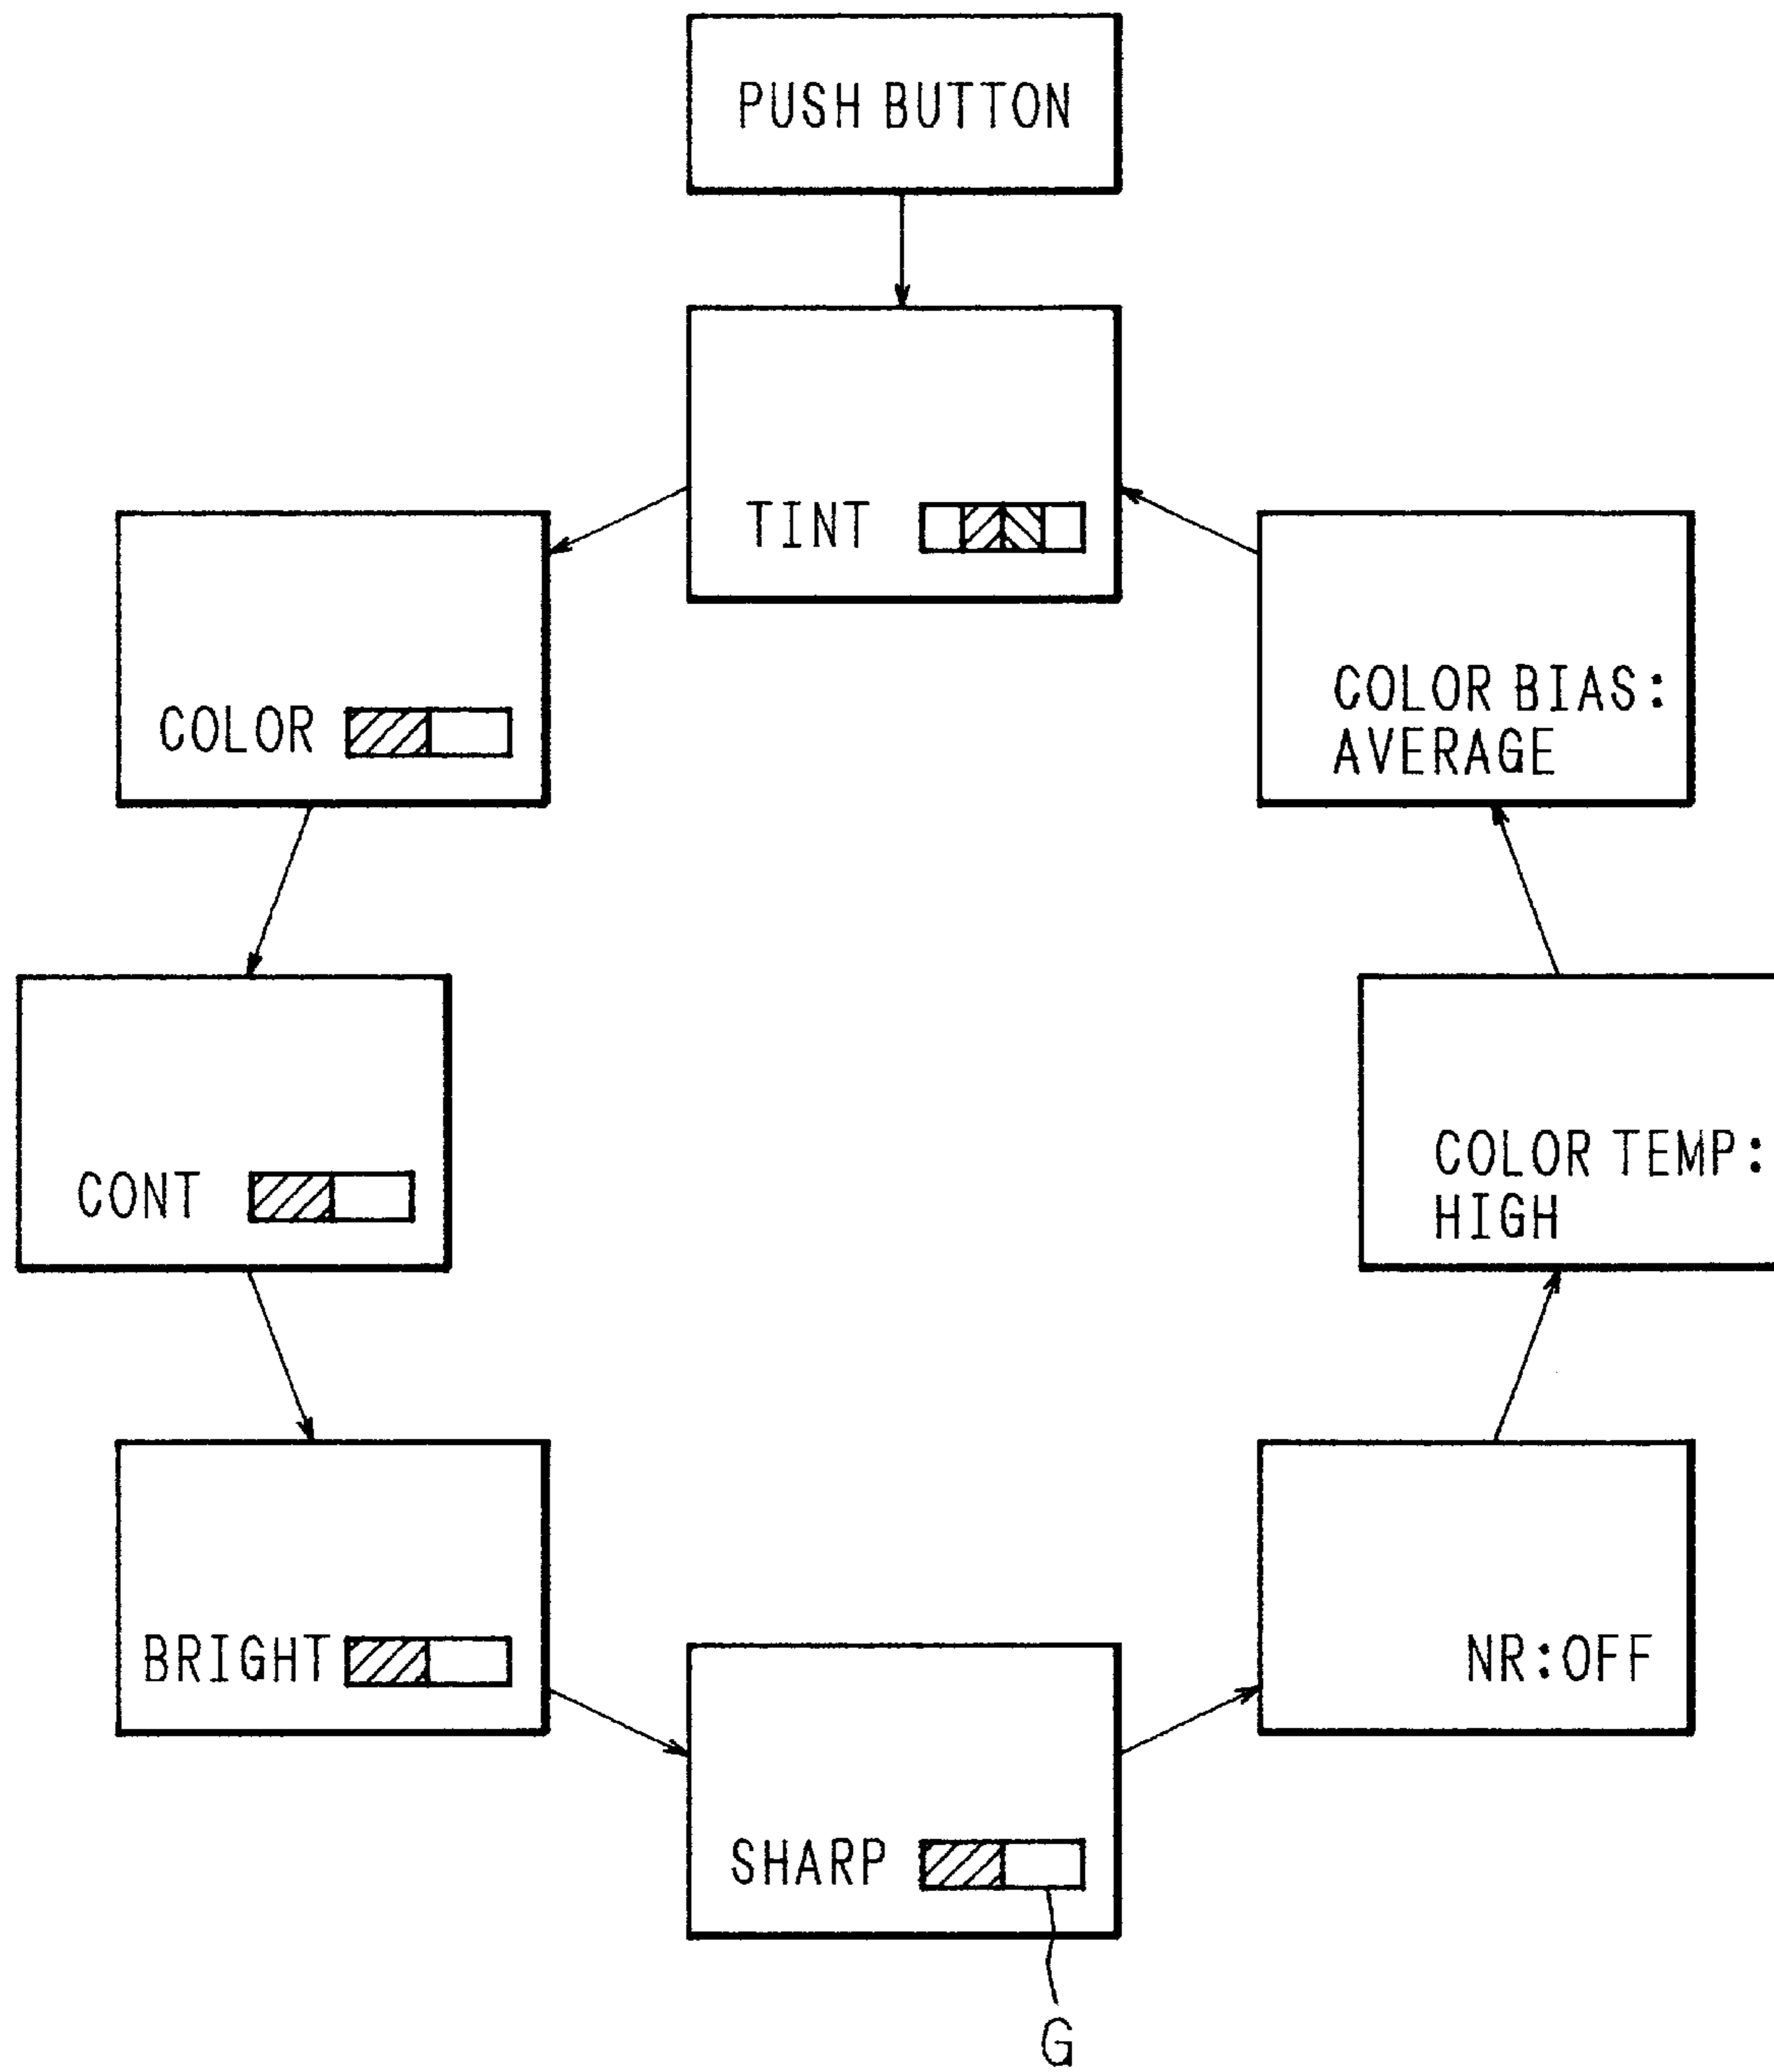 PUSH BUTTON
TINT
COLOR
COLOR BIAS:
AVERAGE
CONT
COLOR TEMP:
HIGH
BRIGHT
NR:OFF
SHARP
G